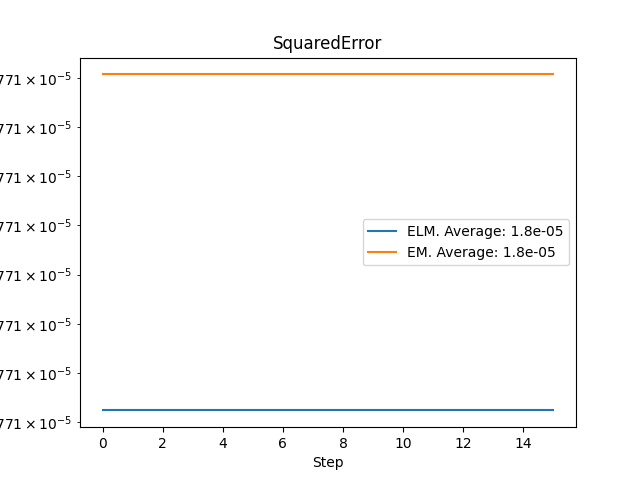 SquaredError
771 × 10⁻⁵
771 × 10⁻⁵
771 × 10⁻⁵
771 × 10⁻⁵
771 × 10⁻⁵
771 × 10⁻⁵
771 × 10⁻⁵
771 × 10⁻⁵
ELM. Average: 1.8e-05
EM. Average: 1.8e-05
0 2 4 6 8 10 12 14
Step